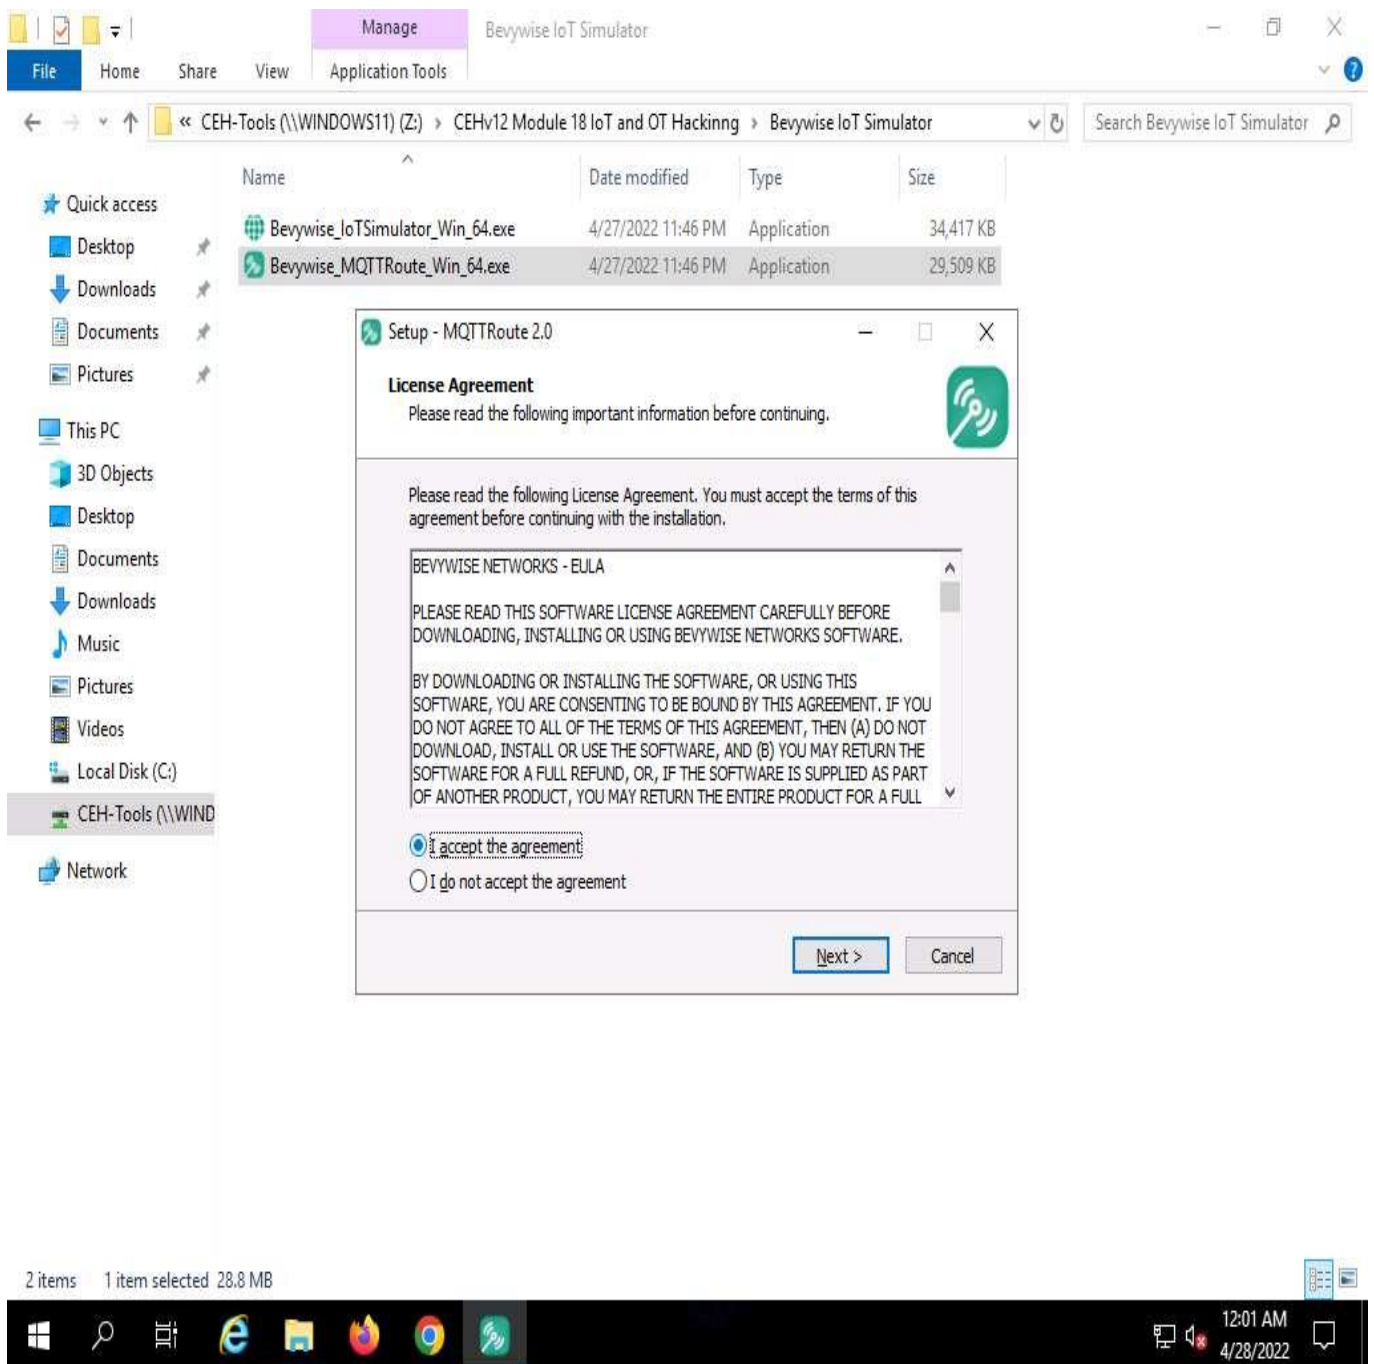 Manage
Bevywise IoT Simulator
File Home Share View Application Tools
« CEH-Tools (\\WINDOWS11) (Z:) › CEHv12 Module 18 IoT and OT Hackinng › Bevywise IoT Simulator
Search Bevywise IoT Simulator
Name Date modified Type Size
Bevywise_IoTSimulator_Win_64.exe 4/27/2022 11:46 PM Application 34,417 KB
Bevywise_MQTTRoute_Win_64.exe 4/27/2022 11:46 PM Application 29,509 KB
Quick access
Desktop
Downloads
Documents
Pictures
This PC
3D Objects
Desktop
Documents
Downloads
Music
Pictures
Videos
Local Disk (C:)
CEH-Tools (\\WIND
Network
Setup - MQTTRoute 2.0
License Agreement
Please read the following important information before continuing.
Please read the following License Agreement. You must accept the terms of this
agreement before continuing with the installation.
BEVYWISE NETWORKS - EULA
PLEASE READ THIS SOFTWARE LICENSE AGREEMENT CAREFULLY BEFORE
DOWNLOADING, INSTALLING OR USING BEVYWISE NETWORKS SOFTWARE.
BY DOWNLOADING OR INSTALLING THE SOFTWARE, OR USING THIS
SOFTWARE, YOU ARE CONSENTING TO BE BOUND BY THIS AGREEMENT. IF YOU
DO NOT AGREE TO ALL OF THE TERMS OF THIS AGREEMENT, THEN (A) DO NOT
DOWNLOAD, INSTALL OR USE THE SOFTWARE, AND (B) YOU MAY RETURN THE
SOFTWARE FOR A FULL REFUND, OR, IF THE SOFTWARE IS SUPPLIED AS PART
OF ANOTHER PRODUCT, YOU MAY RETURN THE ENTIRE PRODUCT FOR A FULL
I accept the agreement
I do not accept the agreement
Next > Cancel
2 items 1 item selected 28.8 MB
12:01 AM
4/28/2022